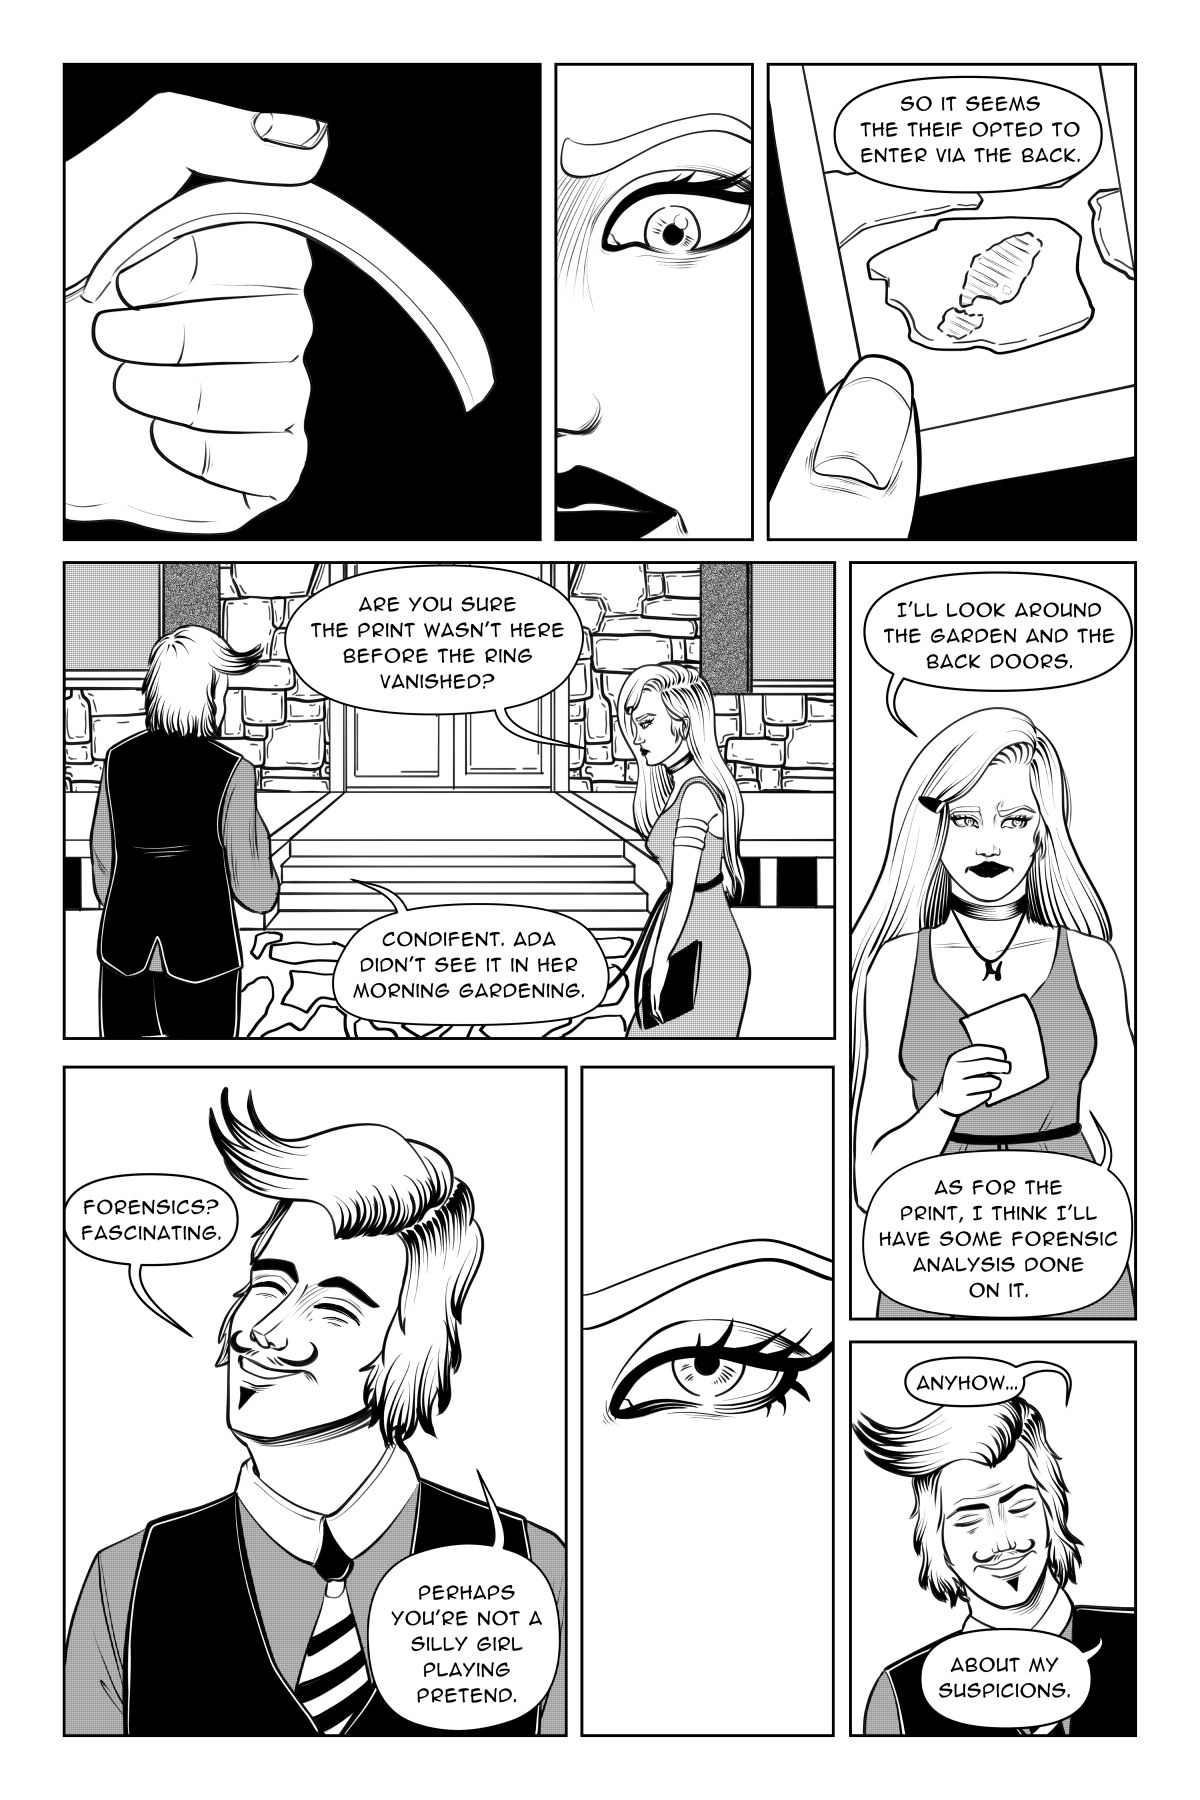 SO IT SEEMS
THE THEIF OPTED TO
ENTER VIA THE BACK.
ARE YOU SURE
THE PRINT WASN'T HERE
BEFORE THE RING
VANISHED?
CONDIFENT. ADA
DIDN'T SEE IT IN HER
MORNING GARDENING.
I'LL LOOK AROUND
THE GARDEN AND THE
BACK DOORS.
AS FOR THE
PRINT, I THINK I'LL
HAVE SOME FORENSIC
ANALYSIS DONE
ON IT.
FORENSICS?
FASCINATING.
PERHAPS
YOU'RE NOT A
SILLY GIRL
PLAYING
PRETEND.
ANYHOW...
ABOUT MY
SUSPICIONS.